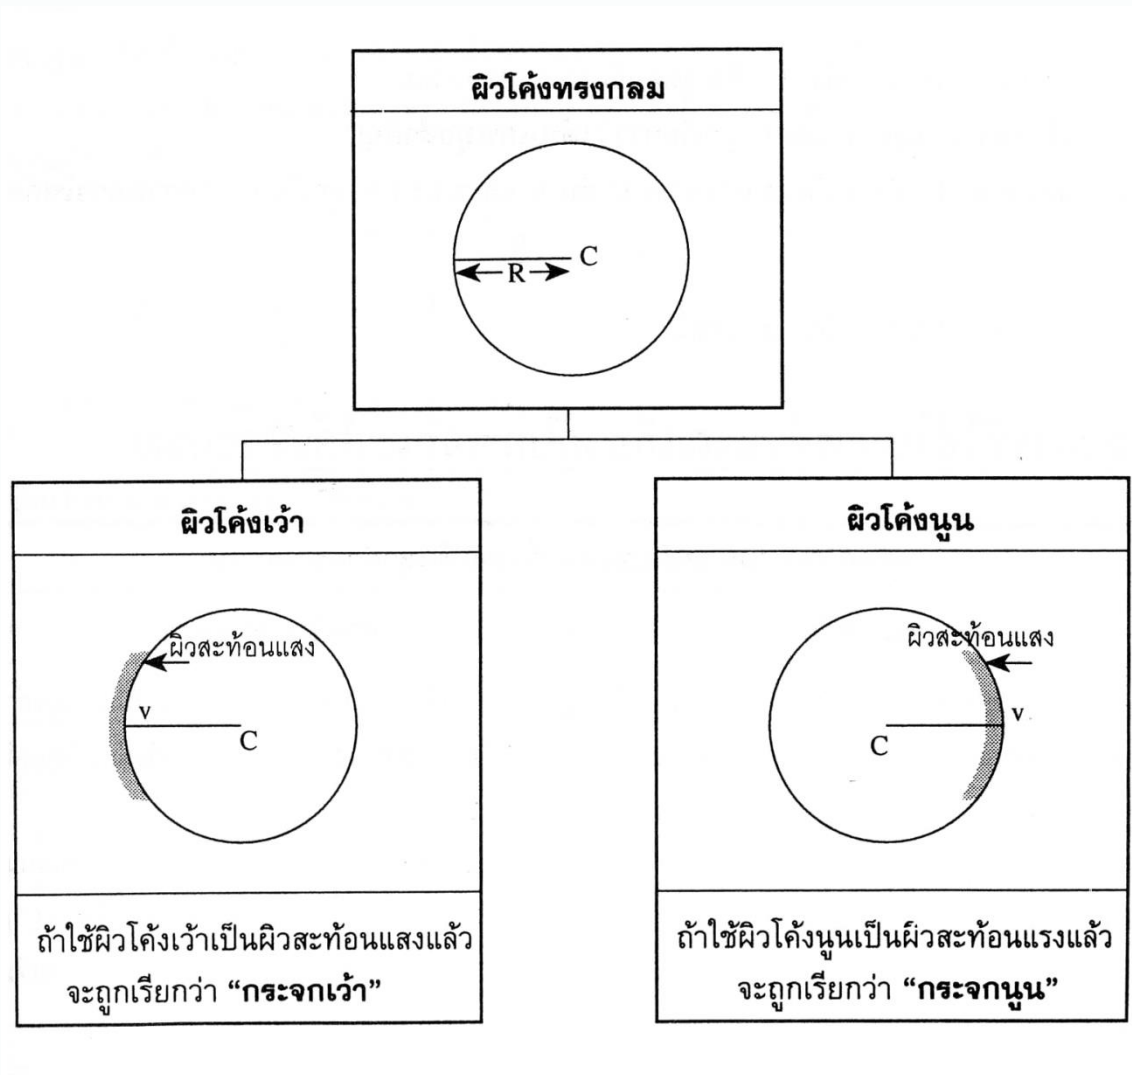 ผิวโค้งทรงกลม
C
R
ผิวโค้งเว้า
ผิวสะท้อนแสง
v
C
ถ้าใช้ผิวโค้งเว้าเป็นผิวสะท้อนแสงแล้ว
จะถูกเรียกว่า “กระจกเว้า”
ผิวโค้งนูน
ผิวสะท้อนแสง
v
C
ถ้าใช้ผิวโค้งนูนเป็นผิวสะท้อนแรงแล้ว
จะถูกเรียกว่า “กระจกนูน”